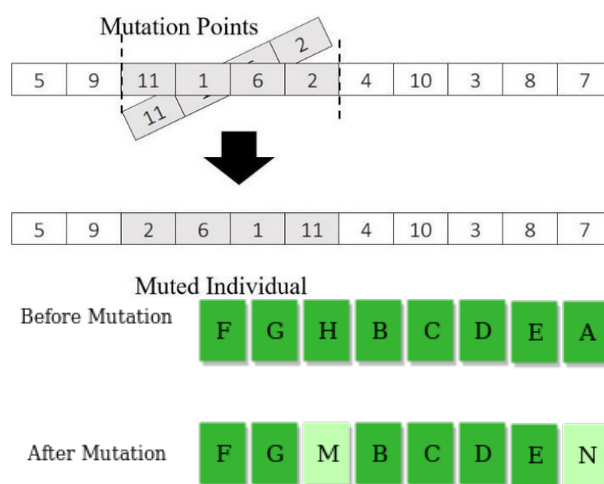 Mutation Points
2
5 9 11 1 6 2 4 10 3 8 7
11
5 9 2 6 1 11 4 10 3 8 7
Muted Individual
Before Mutation F G H B C D E A
After Mutation F G M B C D E N